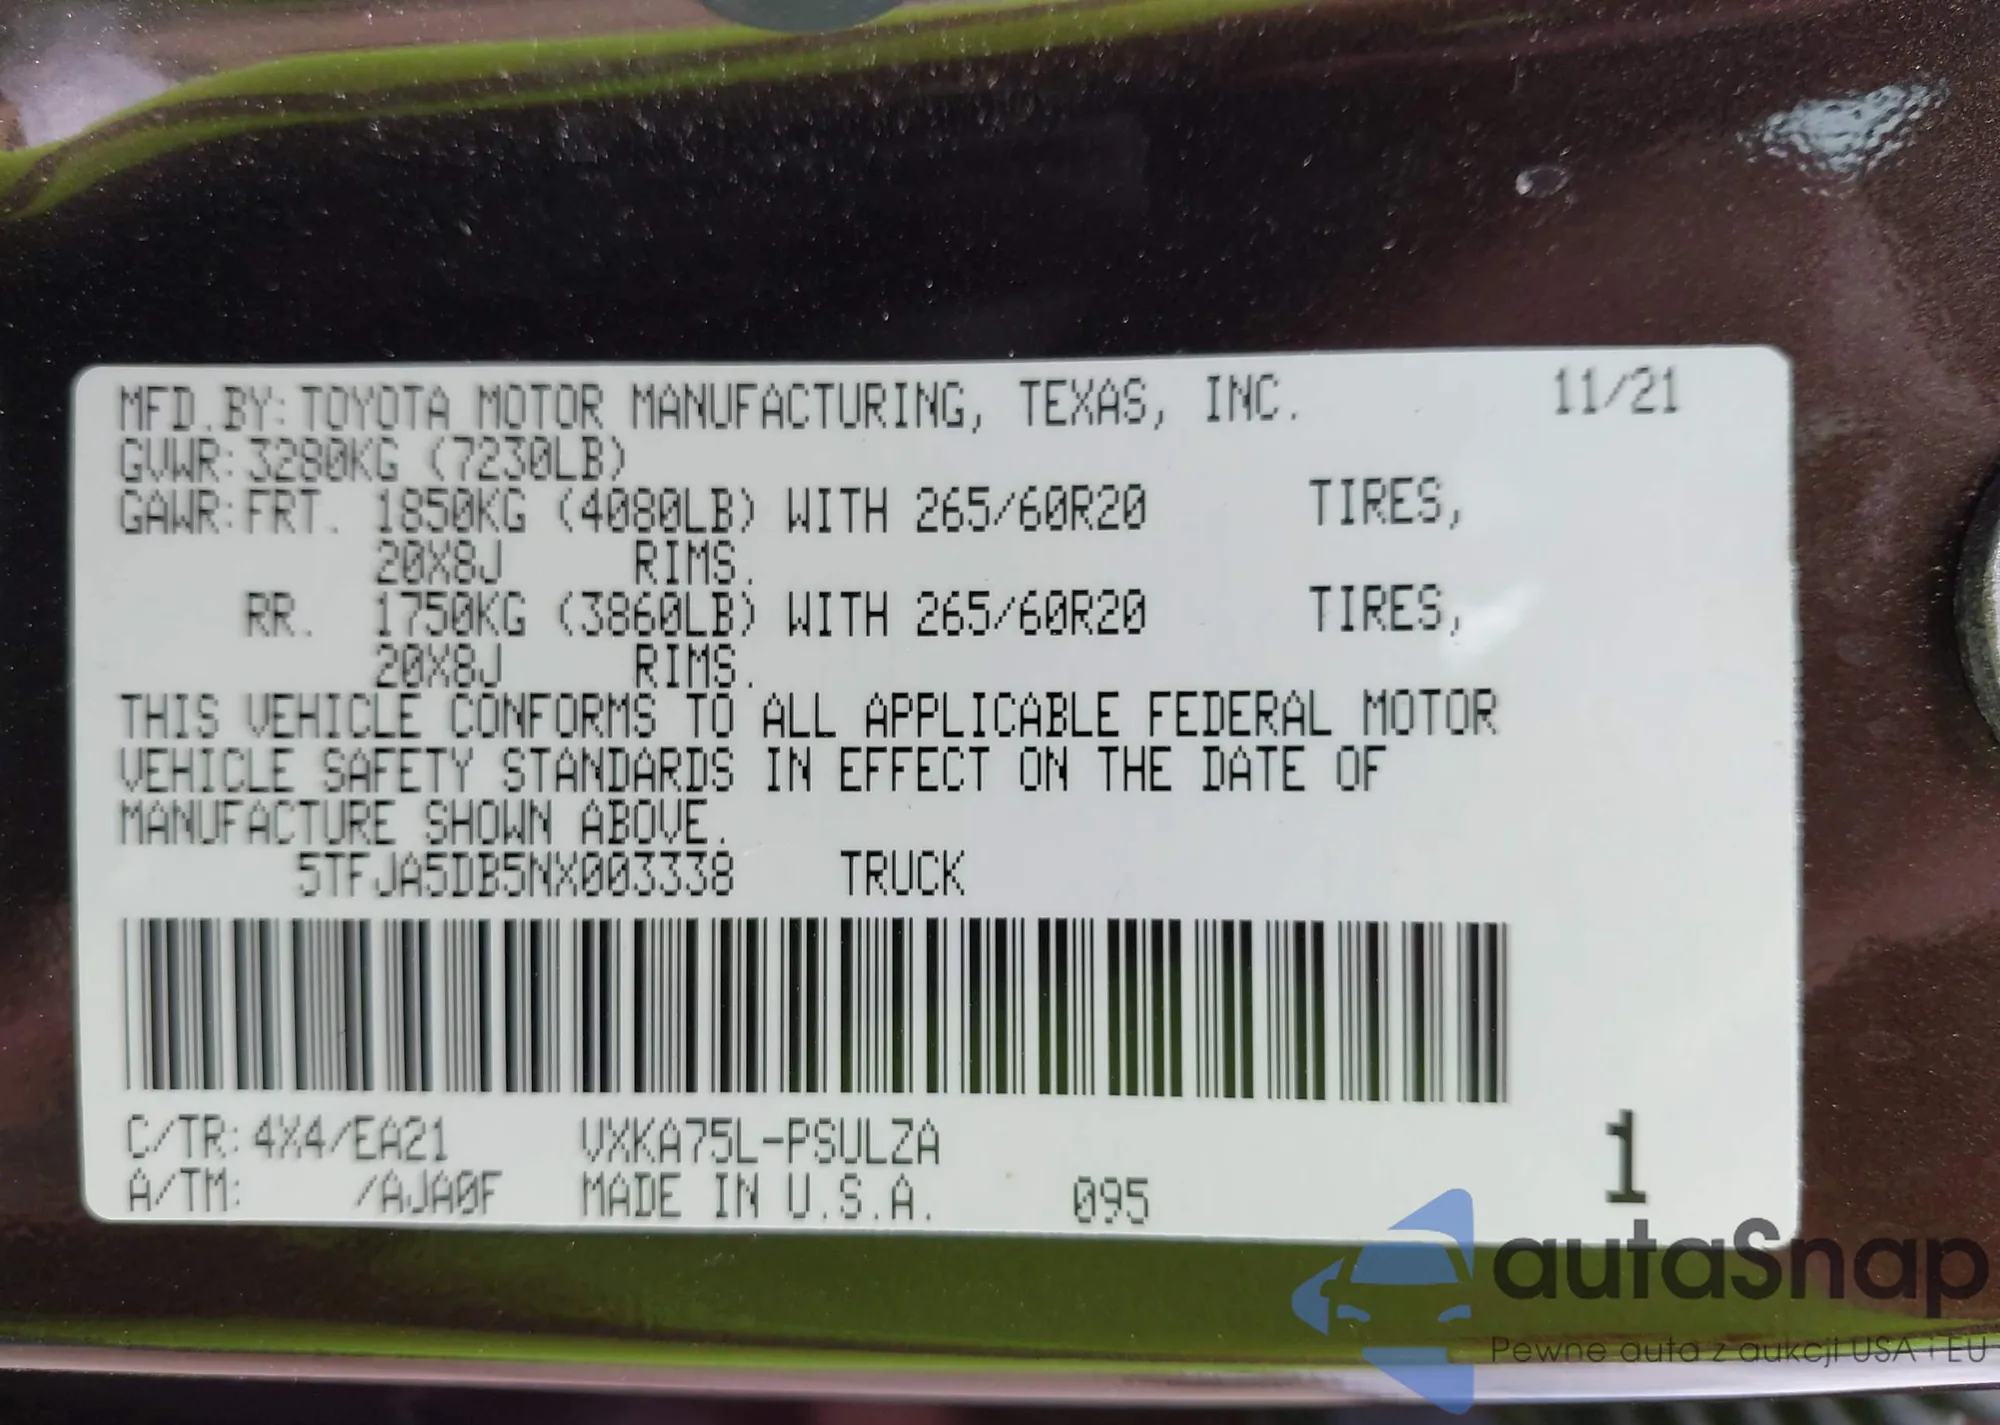 MFD.BY:TOYOTA MOTOR MANUFACTURING, TEXAS, INC. 11/21
GVWR:3280KG (7230LB)
GAWR:FRT. 1850KG (4080LB) WITH 265/60R20 TIRES,
20X8J RIMS.
RR. 1750KG (3860LB) WITH 265/60R20 TIRES,
20X8J RIMS.
THIS VEHICLE CONFORMS TO ALL APPLICABLE FEDERAL MOTOR
VEHICLE SAFETY STANDARDS IN EFFECT ON THE DATE OF
MANUFACTURE SHOWN ABOVE.
5TFJA5DB5NX003338 TRUCK
C/TR:4X4/EA21 VXKA75L-PSULZA 1
A/TM: /AJA0F MADE IN U.S.A. 095
autaSnap
Pewne auta z aukcji USA i EU